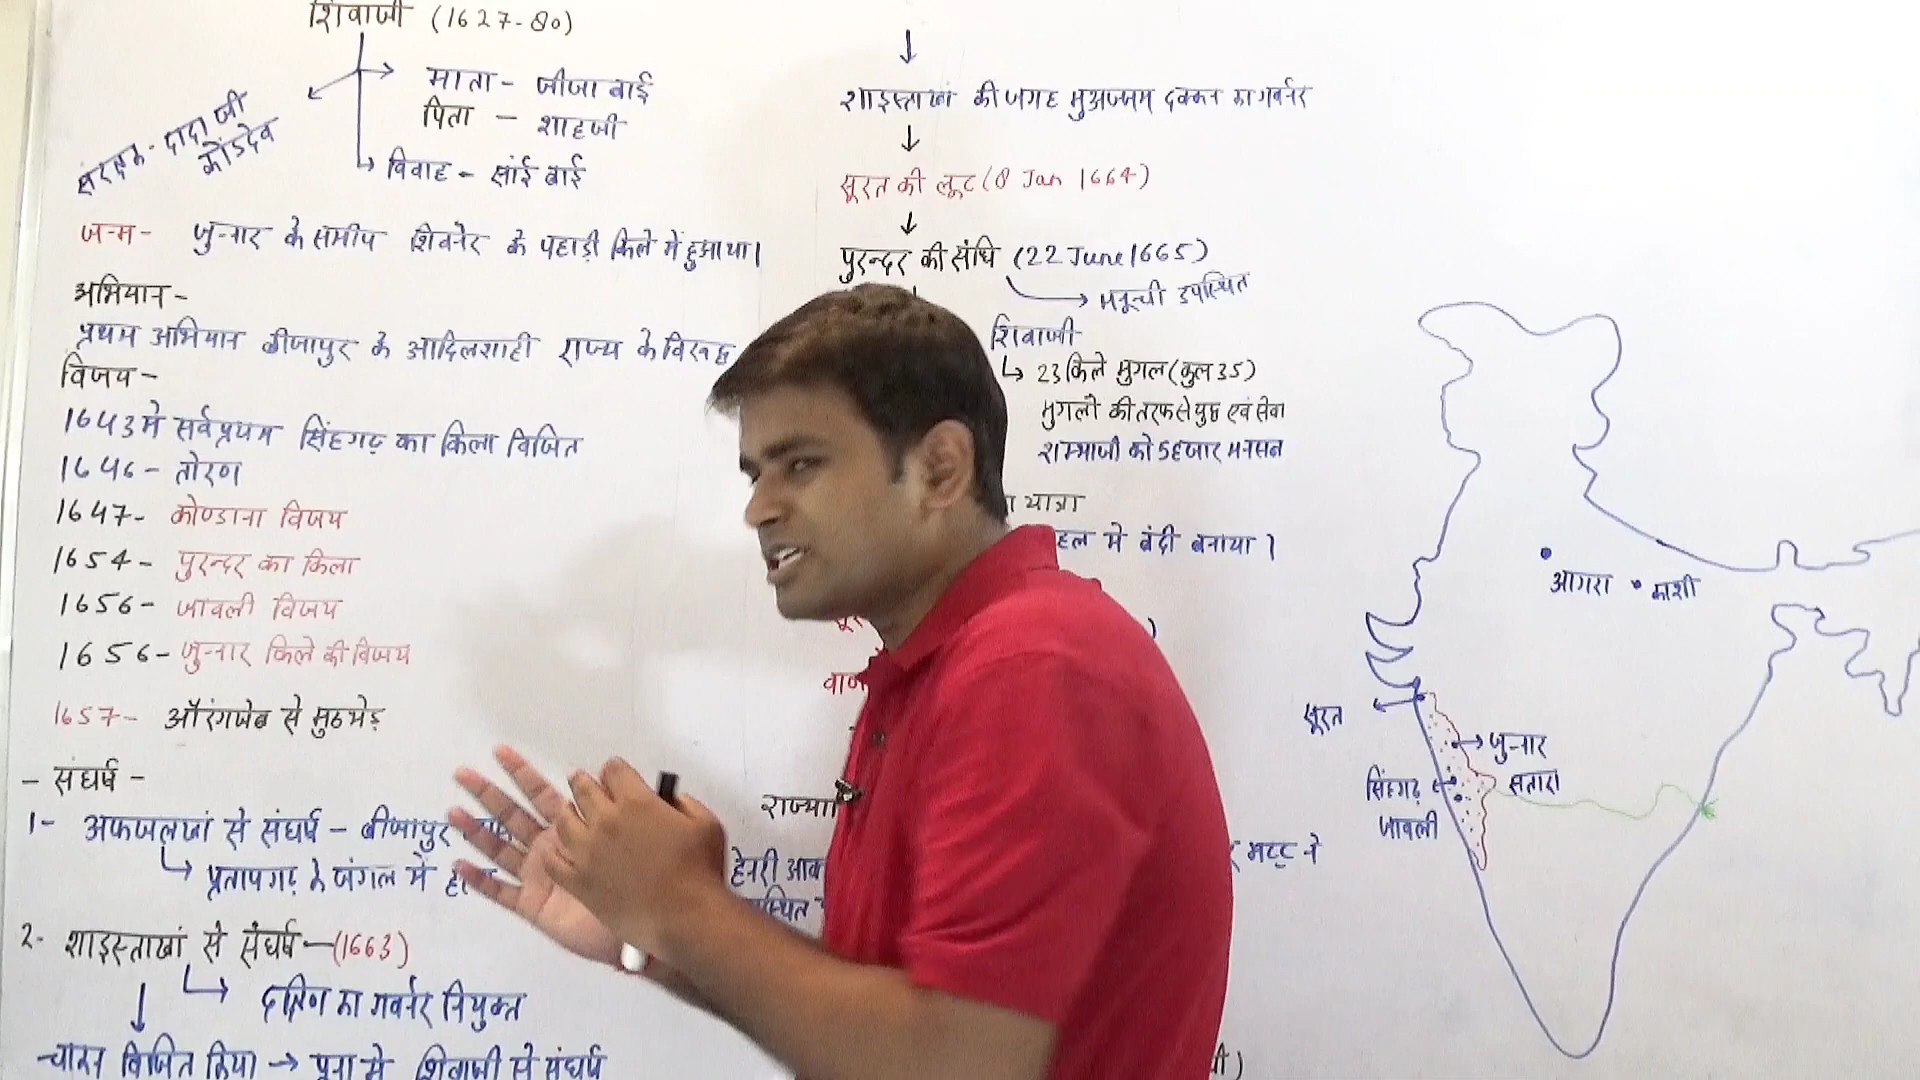 शिवाजी (1627-80)
माता - जीजा बाई
पिता - शाहजी
विवाह - सांई बाई
संरक्षक - दादा जी
कोंडदेव
जन्म - जुन्नार के समीप शिवनेर के पहाड़ी किले में हुआ था।
अभियान -
प्रथम अभियान बीजापुर के आदिलशाही राज्य के विरुद्ध
विजय -
1643 में सर्वप्रथम सिंहगढ़ का किला विजित
1646 - तोरण
1647 - कोण्डाना विजय
1654 - पुरन्दर का किला
1656 - जावली विजय
1656 - जुन्नार किले की विजय
1657 - औरंगजेब से मुठभेड़
- संघर्ष -
1- अफजलखां से संघर्ष - बीजापुर
प्रतापगढ़ के जंगल में
2- शाइस्ताखां से संघर्ष - (1663)
दक्षिण का गवर्नर नियुक्त
चाकन विजित किया → पूना में शिवाजी से संघर्ष
शाइस्ताखां की जगह मुअज्जम दक्कन का गवर्नर
सूरत की लूट (8 Jan 1664)
पुरन्दर की संधि (22 June 1665)
मनूची उपस्थित
शिवाजी
23 किले मुगल (कुल 35)
मुगलों की तरफ से युद्ध एवं सेवा
शम्भाजी को 5 हजार मनसब
यात्रा
में बंदी बनाया।
हेनरी
भट्ट ने
आगरा
काशी
सूरत
जुन्नार
सतारा
सिंहगढ़
जावली